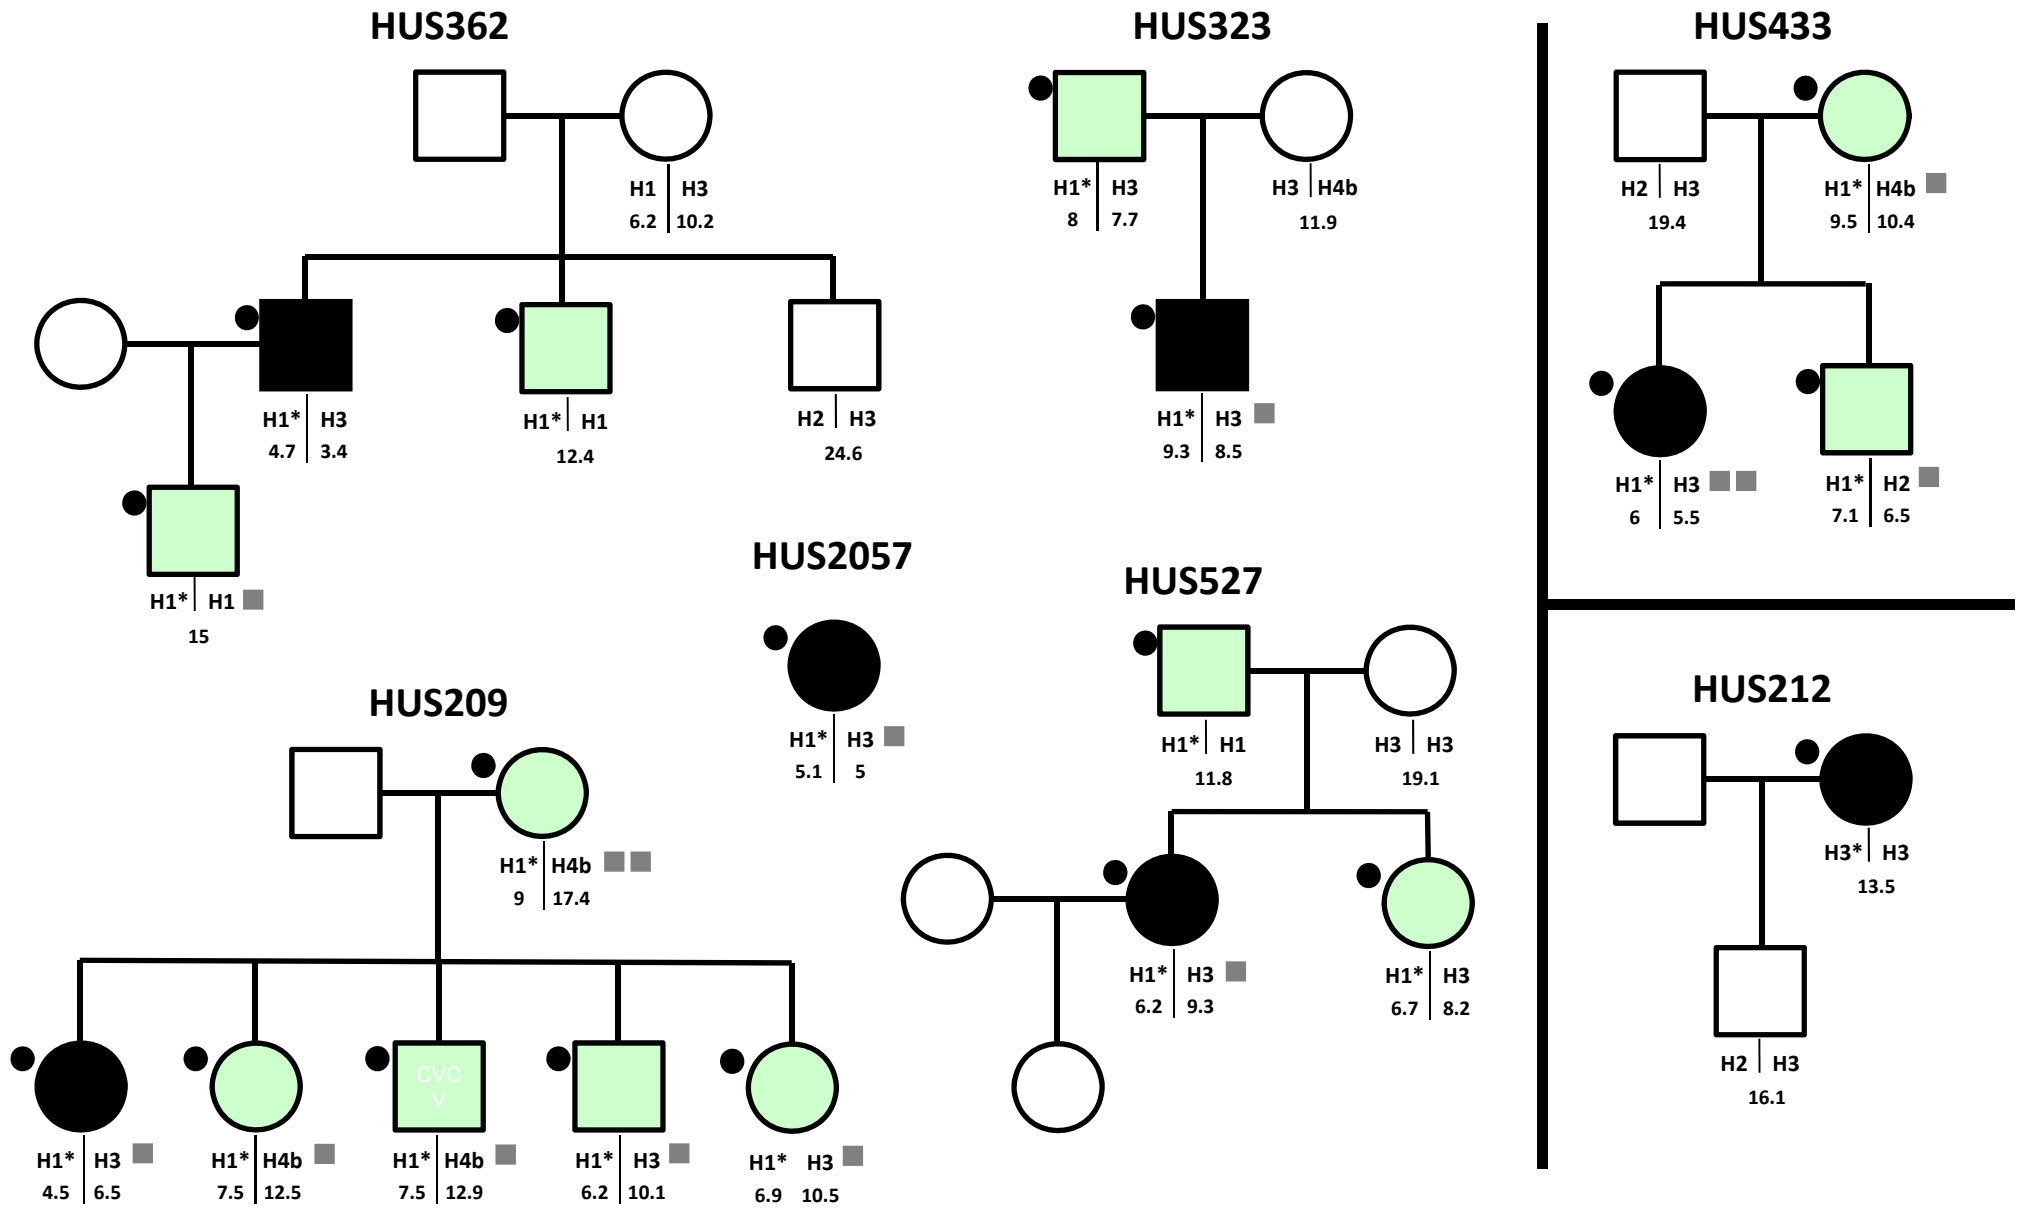 HUS362
H1 H3
6.2 10.2
H1* H3
4.7 3.4
H1* H1
12.4
H2 H3
24.6
H1* H1
15
HUS323
H1* H3
8 7.7
H3 H4b
11.9
H1* H3
9.3 8.5
HUS433
H2 H3
19.4
H1* H4b
9.5 10.4
H1* H3
6 5.5
H1* H2
7.1 6.5
HUS2057
H1* H3
5.1 5
HUS527
H1* H1
11.8
H3 H3
19.1
H1* H3
6.2 9.3
H1* H3
6.7 8.2
HUS209
H1* H4b
9 17.4
CVC
V
H1* H3
4.5 6.5
H1* H4b
7.5 12.5
H1* H4b
7.5 12.9
H1* H3
6.2 10.1
H1* H3
6.9 10.5
HUS212
H3* H3
13.5
H2 H3
16.1